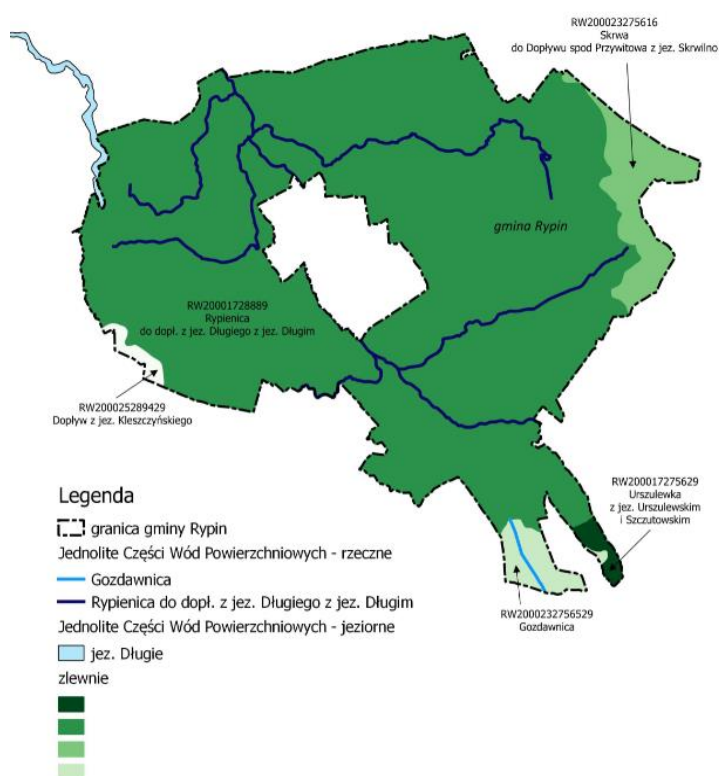 RW200023275616
Skrwa
do Dopływu spod Przywitowa z jez. Skrwilno
gmina Rypin
RW20001728889
Rypienica
do dopł. z jez. Długiego z jez. Długim
RW200025289429
Dopływ z jez. Kleszczyńskiego
RW200017275629
Urszulewka
z jez. Urszulewskim
i Szczutowskim
RW2000232756529
Gozdawnica
Legenda
granica gminy Rypin
Jednolite Części Wód Powierzchniowych - rzeczne
Gozdawnica
Rypienica do dopł. z jez. Długiego z jez. Długim
Jednolite Części Wód Powierzchniowych - jeziorne
jez. Długie
zlewnie